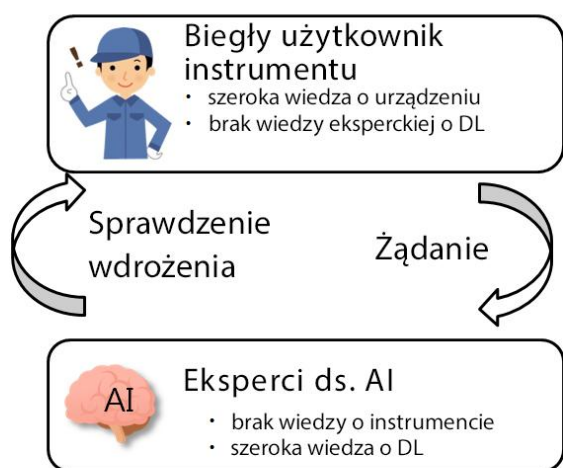 Biegły użytkownik
instrumentu
• szeroka wiedza o urządzeniu
• brak wiedzy eksperckiej o DL
Sprawdzenie
wdrożenia
Żądanie
AI
Eksperci ds. AI
• brak wiedzy o instrumencie
• szeroka wiedza o DL